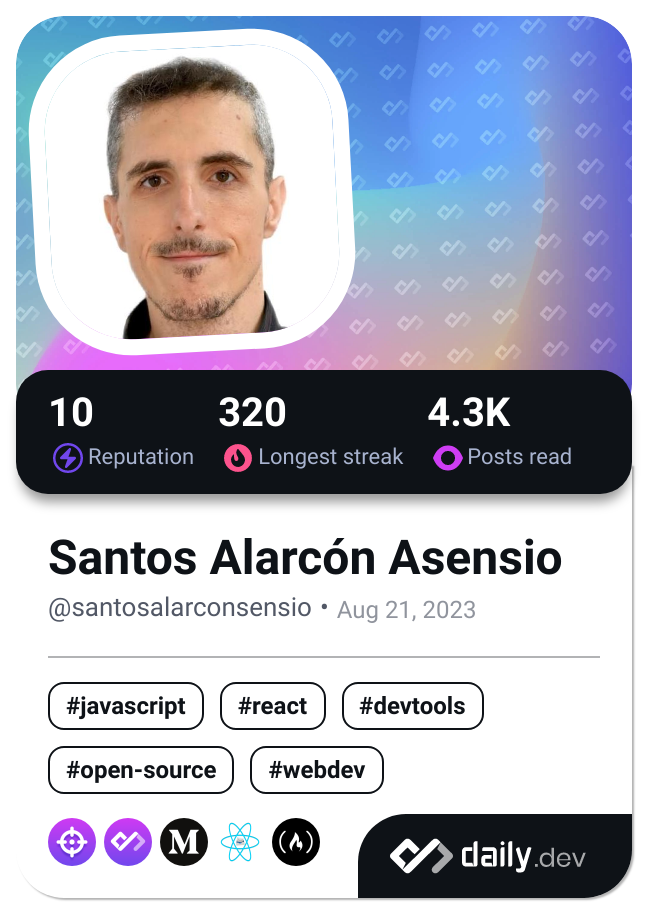 10 320 4.3K
Reputation Longest streak Posts read
Santos Alarcón Asensio
@santosalarconsensio • Aug 21, 2023
#javascript #react #devtools
#open-source #webdev
M
daily.dev